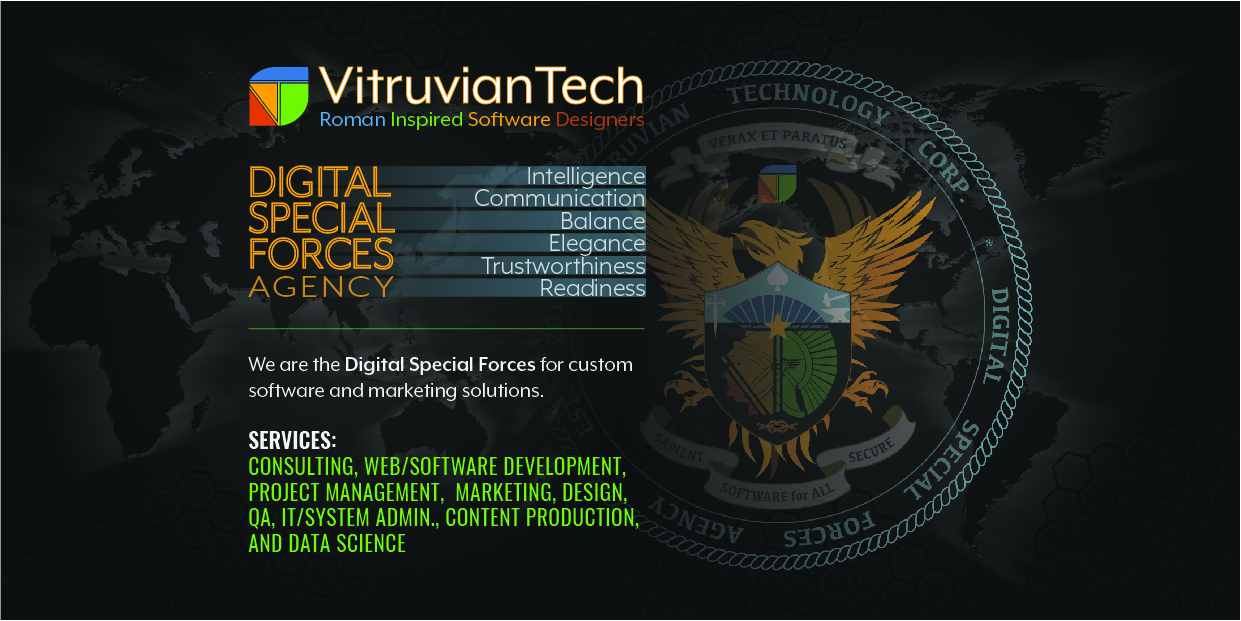 VitruvianTech
Roman Inspired Software Designers
DIGITAL
SPECIAL
FORCES
AGENCY
Intelligence
Communication
Balance
Elegance
Trustworthiness
Readiness
We are the Digital Special Forces for custom
software and marketing solutions.
SERVICES:
CONSULTING, WEB/SOFTWARE DEVELOPMENT,
PROJECT MANAGEMENT, MARKETING, DESIGN,
QA, IT/SYSTEM ADMIN., CONTENT PRODUCTION,
AND DATA SCIENCE
TECHNOLOGY CORP. * DIGITAL SPECIAL FORCES AGENCY
VERAX ET PARATUS
SAPIENT
SOFTWARE for ALL
SECURE